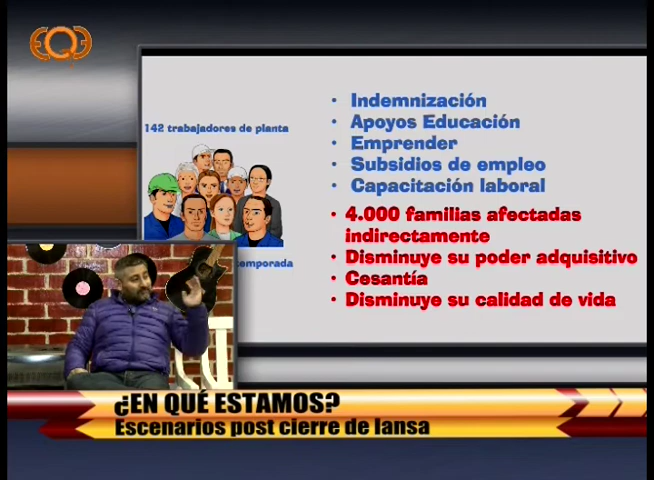 EQE
142 trabajadores de planta
temporada
• Indemnización
• Apoyos Educación
• Emprender
• Subsidios de empleo
• Capacitación laboral
• 4.000 familias afectadas
indirectamente
• Disminuye su poder adquisitivo
• Cesantía
• Disminuye su calidad de vida
¿EN QUÉ ESTAMOS?
Escenarios post cierre de Iansa